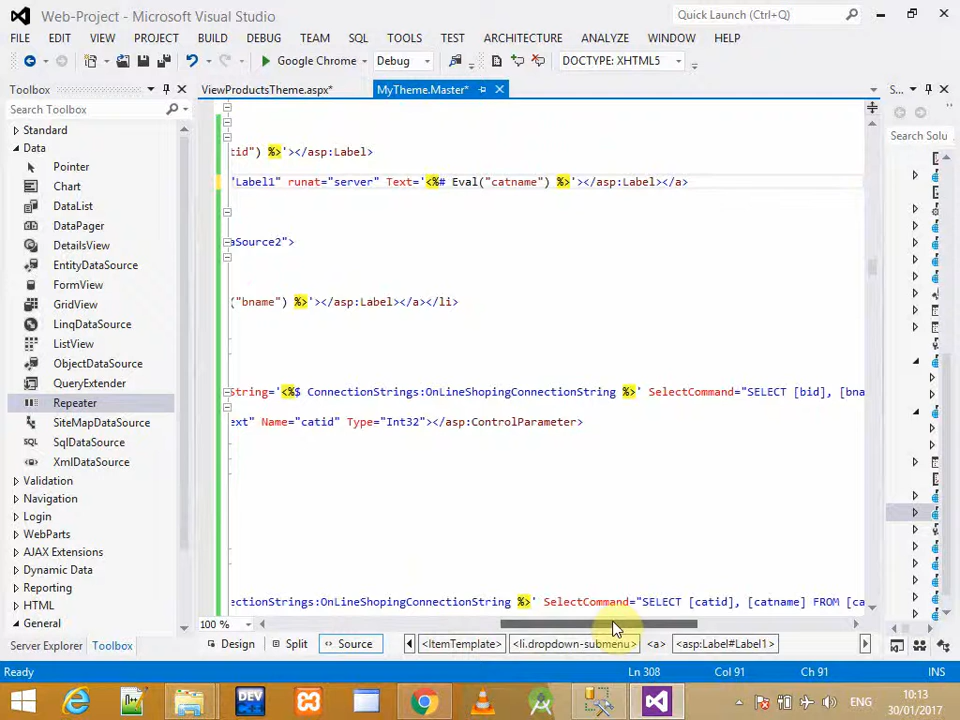 Web-Project - Microsoft Visual Studio
Quick Launch (Ctrl+Q)
FILE EDIT VIEW PROJECT BUILD DEBUG TEAM SQL TOOLS TEST ARCHITECTURE ANALYZE WINDOW HELP
Google Chrome Debug DOCTYPE: XHTML5
Toolbox
ViewProductsTheme.aspx* MyTheme.Master*
S...
Search Toolbox
Search Solu
Standard
Data
Pointer
Chart
DataList
DataPager
DetailsView
EntityDataSource
FormView
GridView
LinqDataSource
ListView
ObjectDataSource
QueryExtender
Repeater
SiteMapDataSource
SqlDataSource
XmlDataSource
Validation
Navigation
Login
WebParts
AJAX Extensions
Dynamic Data
Reporting
HTML
General
tid") %>'></asp:Label>
"Label1" runat="server" Text='<%# Eval("catname") %>'></asp:Label></a>
aSource2">
("bname") %>'></asp:Label></a></li>
String='<%$ ConnectionStrings:OnLineShopingConnectionString %>' SelectCommand="SELECT [bid], [bna
ext" Name="catid" Type="Int32"></asp:ControlParameter>
ectionStrings:OnLineShopingConnectionString %>' SelectCommand="SELECT [catid], [catname] FROM [ca
100 %
Server Explorer Toolbox
Design Split Source <ItemTemplate> <li.dropdown-submenu> <a> <asp:Label#Label1>
Ready Ln 308 Col 91 Ch 91 INS
DEV
ENG
10:13
30/01/2017